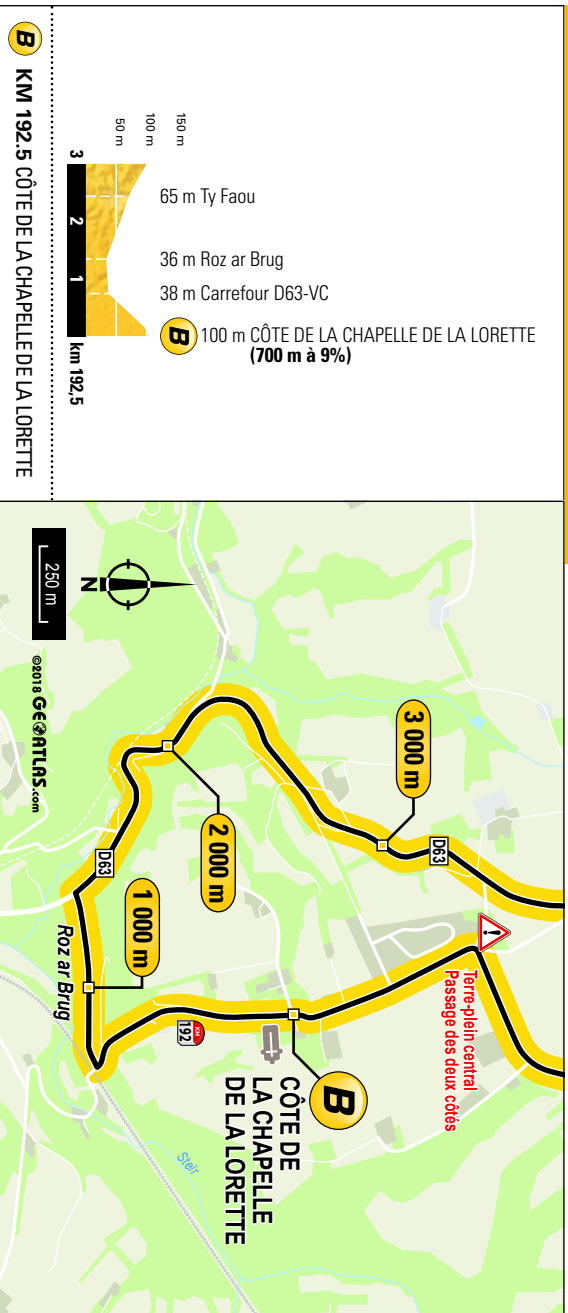 B KM 192.5 CÔTE DE LA CHAPELLE DE LA LORETTE
150 m
100 m
50 m
3
2
1
km 192,5
65 m Ty Faou
36 m Roz ar Brug
38 m Carrefour D63-VC
B 100 m CÔTE DE LA CHAPELLE DE LA LORETTE
(700 m à 9%)
3 000 m
D63
2 000 m
D63
1 000 m
Roz ar Brug
Terre-plein central
Passage des deux côtés
KM
192
B
CÔTE DE
LA CHAPELLE
DE LA LORETTE
Steïr
N
250 m
©2018 GEOATLAS.com